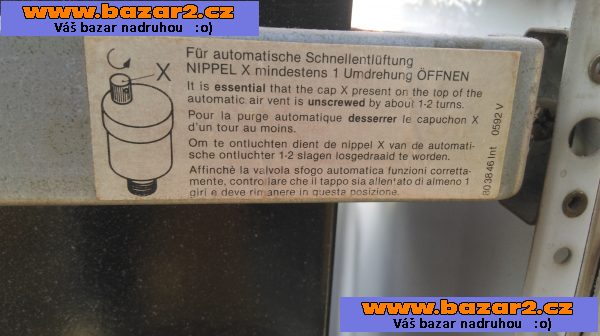 www.bazar2.cz
Váš bazar nadruhou :o)
X
Für automatische Schnellentlüftung
NIPPEL X mindestens 1 Umdrehung ÖFFNEN
It is essential that the cap X present on the top of the
automatic air vent is unscrewed by about 1-2 turns.
Pour la purge automatique desserrer le capuchon X
d'un tour au moins.
Om te ontluchten dient de nippel X van de automati-
sche ontluchter 1-2 slagen losgedraaid te worden.
Affinchè la valvola sfogo automatica funzioni corretta-
mente, controllare che il tappo sia allentato di almeno 1
giri e deve rimanere in questa posizione.
803846 Int 0592 V
www.bazar2.cz
Váš bazar nadruhou :o)